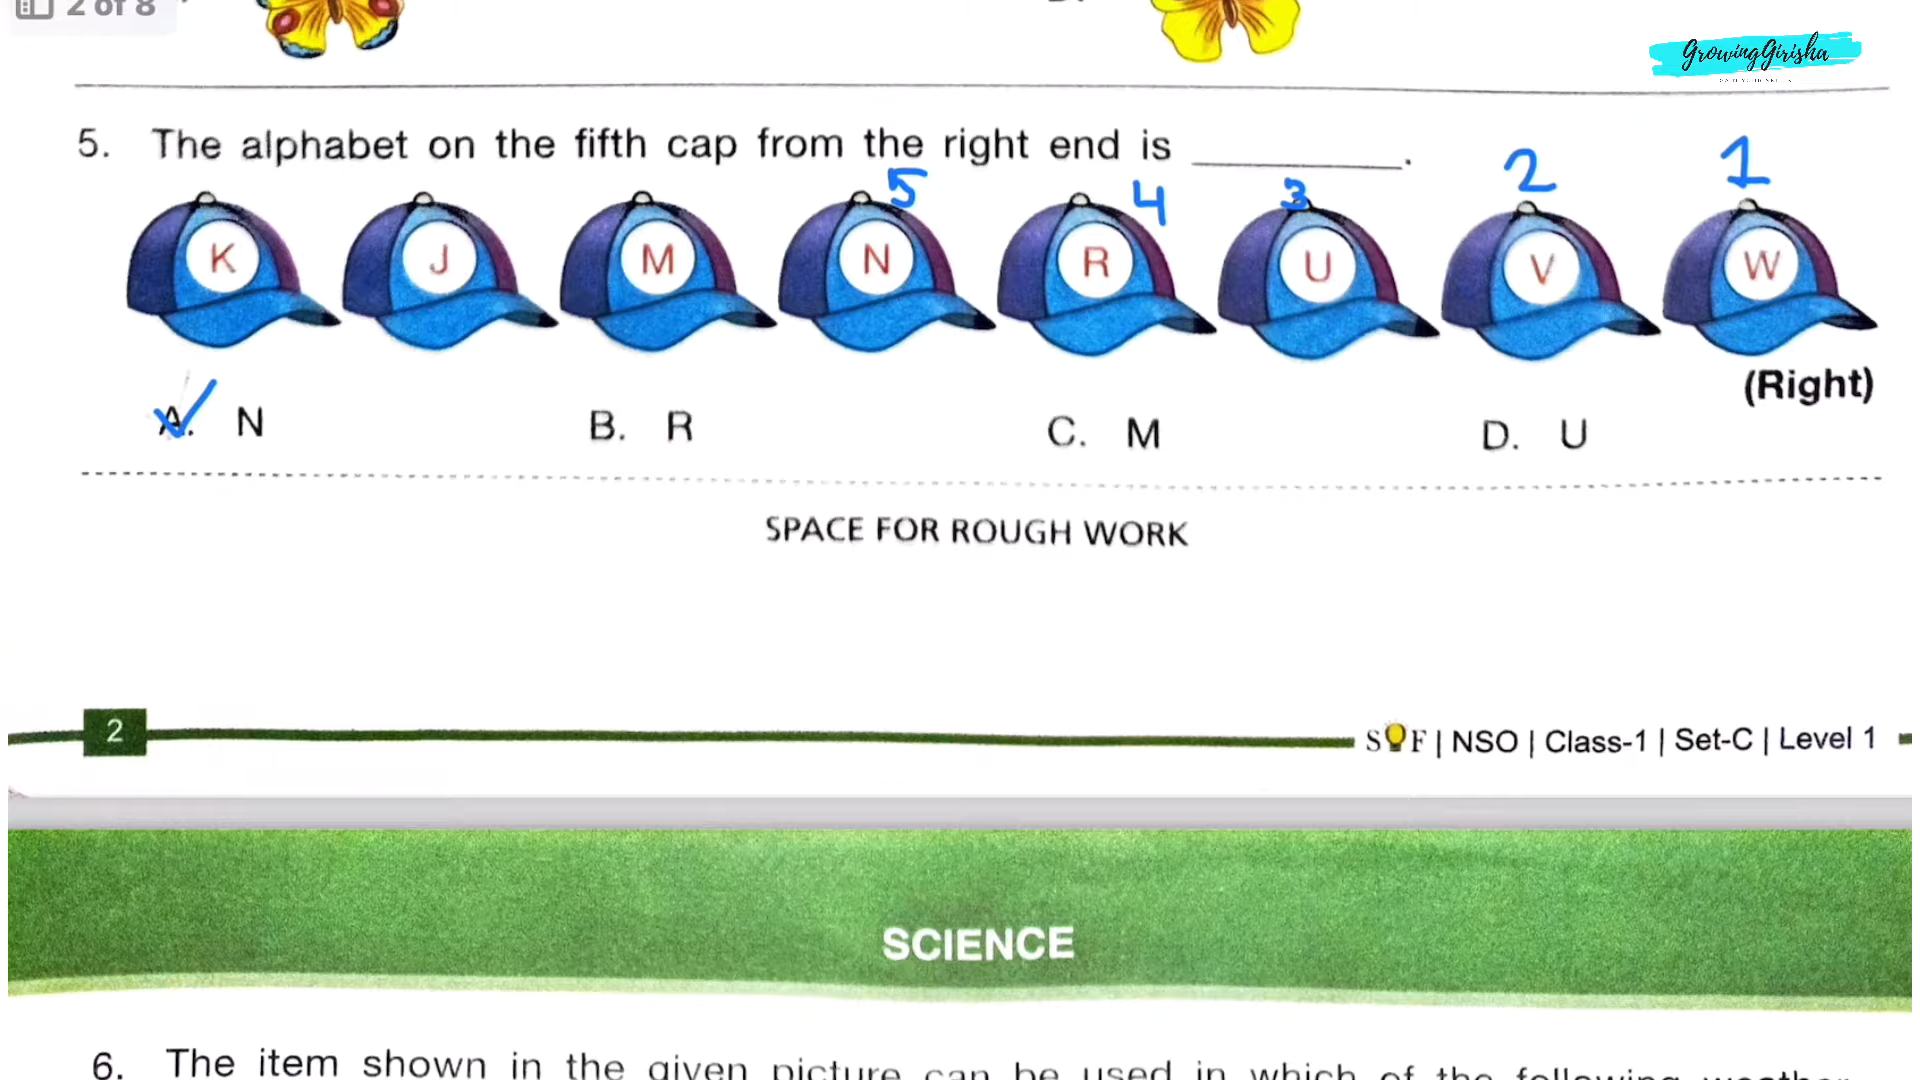 2 of 8
GrowingGirisha
5. The alphabet on the fifth cap from the right end is ________.
5 4 3 2 1
K J M N R U V W
(Right)
A. N B. R C. M D. U
SPACE FOR ROUGH WORK
2
SOF | NSO | Class-1 | Set-C | Level 1
SCIENCE
6. The item shown in the given picture can be used in which of the following weather